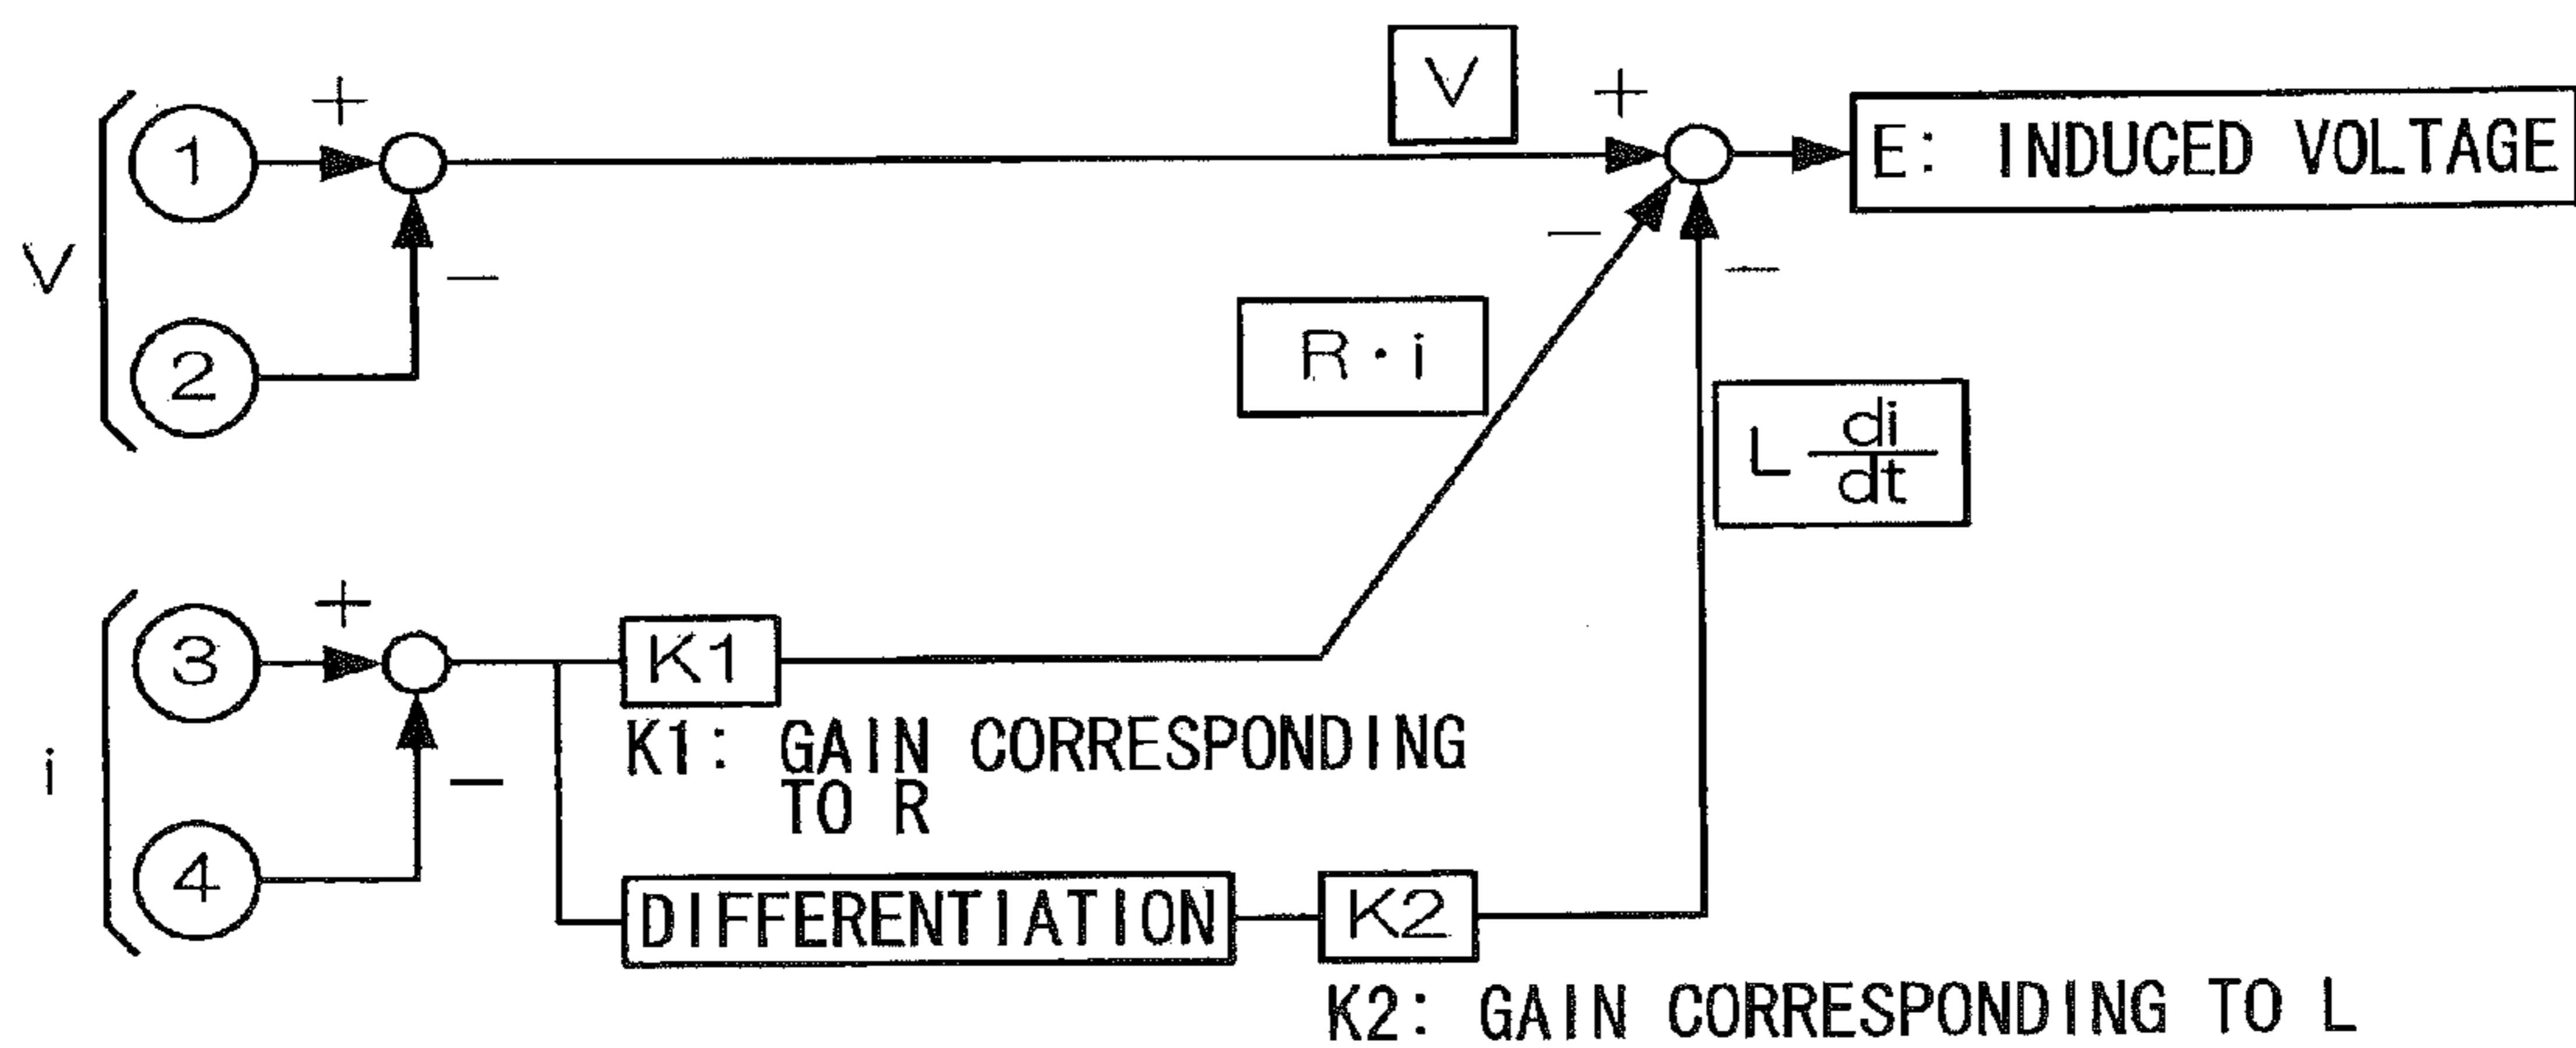 V
+
1
+
E: INDUCED VOLTAGE
−
−
V
−
2
R·i
L di/dt
+
3
K1
K1: GAIN CORRESPONDING
TO R
i
−
4
DIFFERENTIATION
K2
K2: GAIN CORRESPONDING TO L